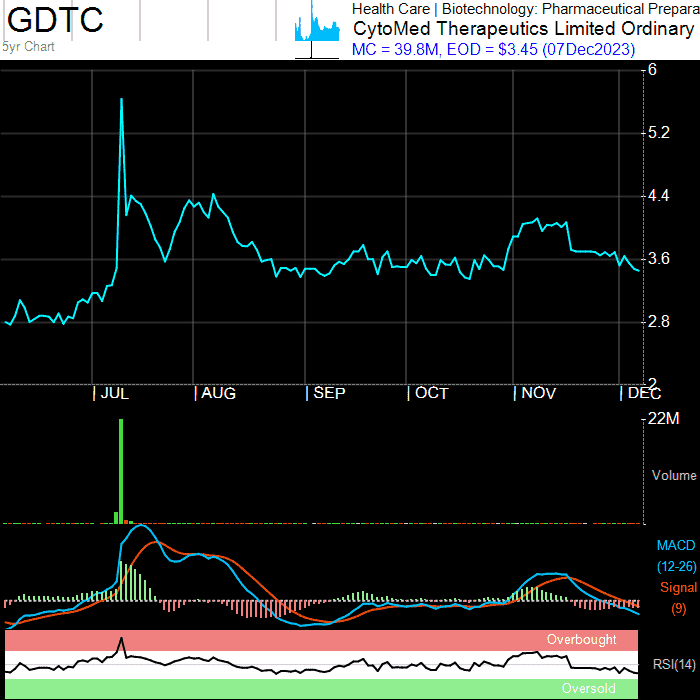 GDTC
5yr Chart
Health Care | Biotechnology: Pharmaceutical Prepara
CytoMed Therapeutics Limited Ordinary
MC = 39.8M, EOD = $3.45 (07Dec2023)
6
5.2
4.4
3.6
2.8
2
| JUL | AUG | SEP | OCT | NOV | DEC
22M
Volume
MACD
(12-26)
Signal
(9)
Overbought
RSI(14)
Oversold